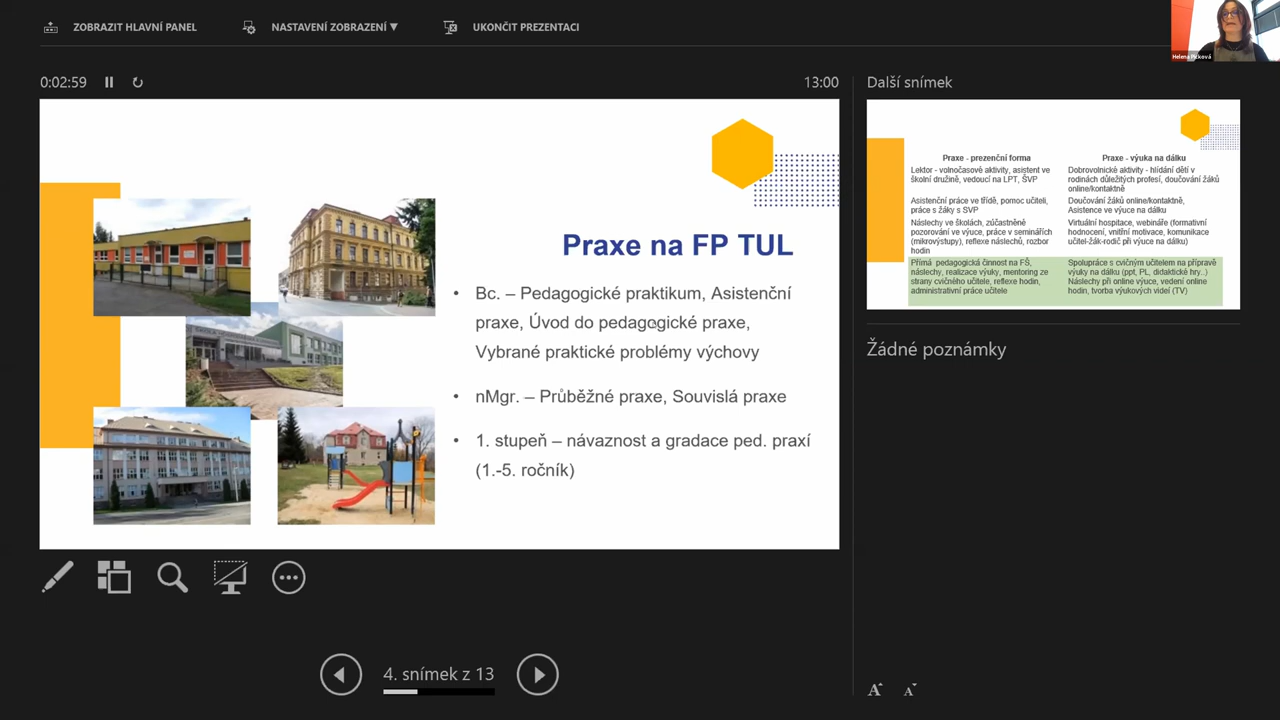 ZOBRAZIT HLAVNÍ PANEL
NASTAVENÍ ZOBRAZENÍ ▼
UKONČIT PREZENTACI
Helena Picková
0:02:59
13:00
Praxe na FP TUL
• Bc. – Pedagogické praktikum, Asistenční
praxe, Úvod do pedagogické praxe,
Vybrané praktické problémy výchovy
• nMgr. – Průběžné praxe, Souvislá praxe
• 1. stupeň – návaznost a gradace ped. praxí
(1.-5. ročník)
4. snímek z 13
Další snímek
Praxe - prezenční forma
Lektor - volnočasové aktivity, asistent ve
školní družině, vedoucí na LPT, ŠVP
Asistenční práce ve třídě, pomoc učiteli,
práce s žáky s SVP
Náslechy ve školách, zúčastněné
pozorování ve výuce, práce v seminářích
(mikrovýstupy), reflexe náslechů, rozbor
hodin
Přímá pedagogická činnost na FŠ,
náslechy, realizace výuky, mentoring ze
strany cvičného učitele, reflexe hodin,
administrativní práce učitele
Praxe - výuka na dálku
Dobrovolnické aktivity - hlídání dětí v
rodinách důležitých profesí, doučování žáků
online/kontaktně
Doučování žáků online/kontaktně,
Asistence ve výuce na dálku
Virtuální hospitace, webináře (formativní
hodnocení, vnitřní motivace, komunikace
učitel-žák-rodič při výuce na dálku)
Spolupráce s cvičným učitelem na přípravě
výuky na dálku (ppt, PL, didaktické hry..)
Náslechy při online výuce, vedení online
hodin, tvorba výukových videí (TV)
Žádné poznámky
A A